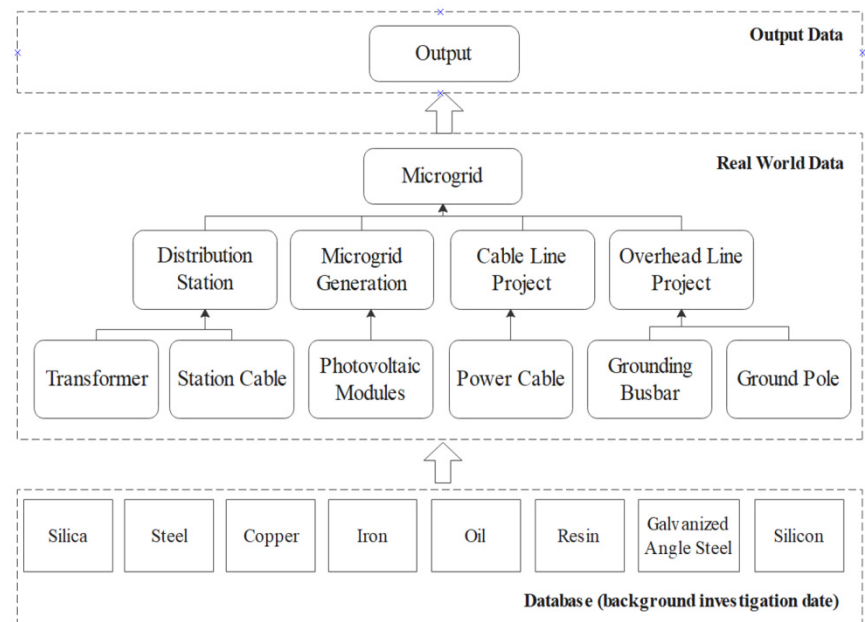 Output Data
Output
Real World Data
Microgrid
Distribution
Station
Microgrid
Generation
Cable Line
Project
Overhead Line
Project
Transformer
Station Cable
Photovoltaic
Modules
Power Cable
Grounding
Busbar
Ground Pole
Silica
Steel
Copper
Iron
Oil
Resin
Galvanized
Angle Steel
Silicon
Database (background investigation date)